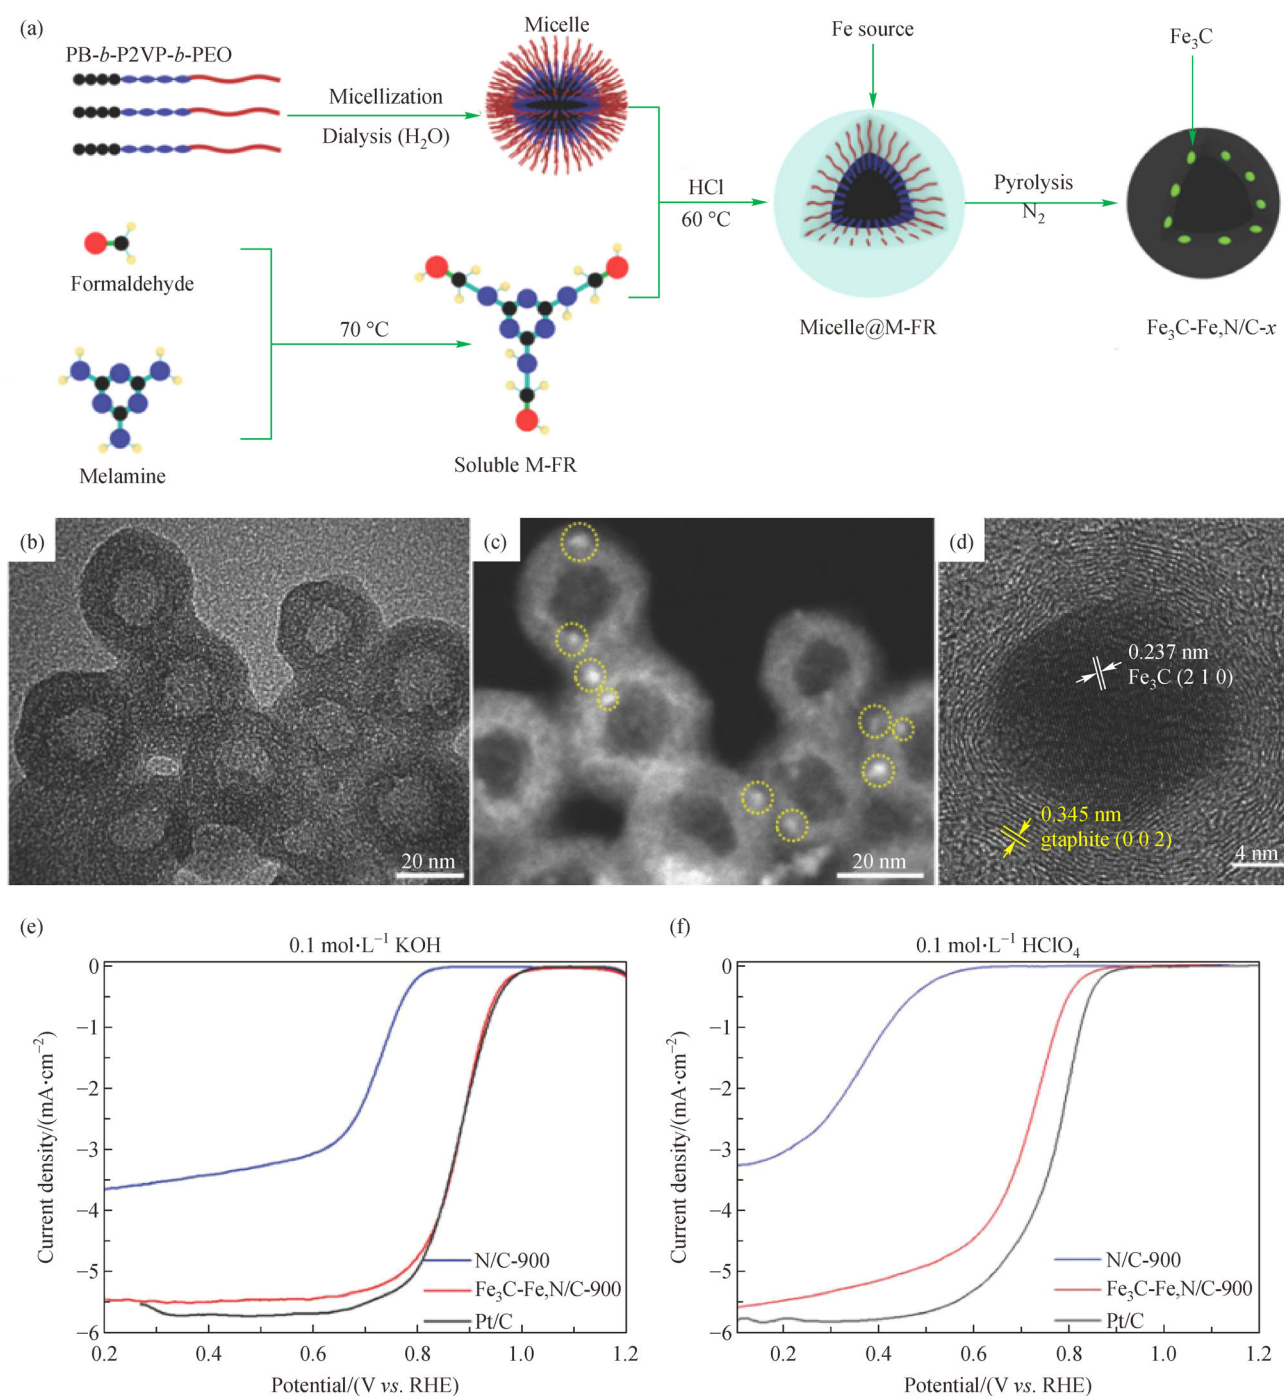 (a)
PB-b-P2VP-b-PEO
Micellization
Dialysis (H₂O)
Micelle
Fe source
Fe₃C
HCl
60 °C
Pyrolysis
N₂
Formaldehyde
70 °C
Micelle@M-FR
Fe₃C-Fe,N/C-x
Melamine
Soluble M-FR
(b)
20 nm
(c)
20 nm
(d)
0.237 nm
Fe₃C (2 1 0)
0.345 nm
gtaphite (0 0 2)
4 nm
(e)
0.1 mol·L⁻¹ KOH
Current density/(mA·cm⁻²)
0
−1
−2
−3
−4
−5
−6
N/C-900
Fe₃C-Fe,N/C-900
Pt/C
0.2 0.4 0.6 0.8 1.0 1.2
Potential/(V vs. RHE)
(f)
0.1 mol·L⁻¹ HClO₄
Current density/(mA·cm⁻²)
0
−1
−2
−3
−4
−5
−6
N/C-900
Fe₃C-Fe,N/C-900
Pt/C
0.2 0.4 0.6 0.8 1.0 1.2
Potential/(V vs. RHE)